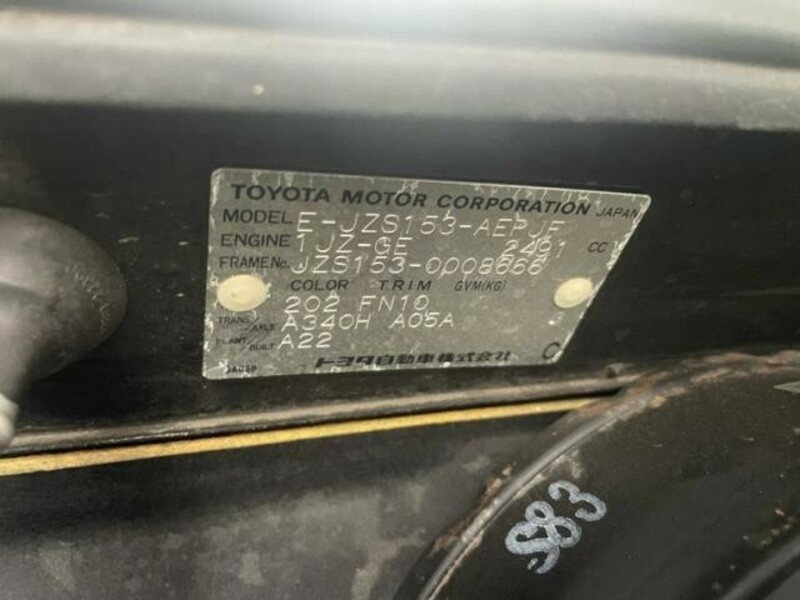 TOYOTA MOTOR CORPORATION JAPAN
MODEL E-JZS153-AEPJF
ENGINE 1JZ-GE 2491 CC
FRAME No. JZS153-0008666
COLOR TRIM GVM(KG)
202 FN10
TRANS./AXLE A340H A05A
PLANT/BUILT A22
トヨタ自動車株式会社 C
S83